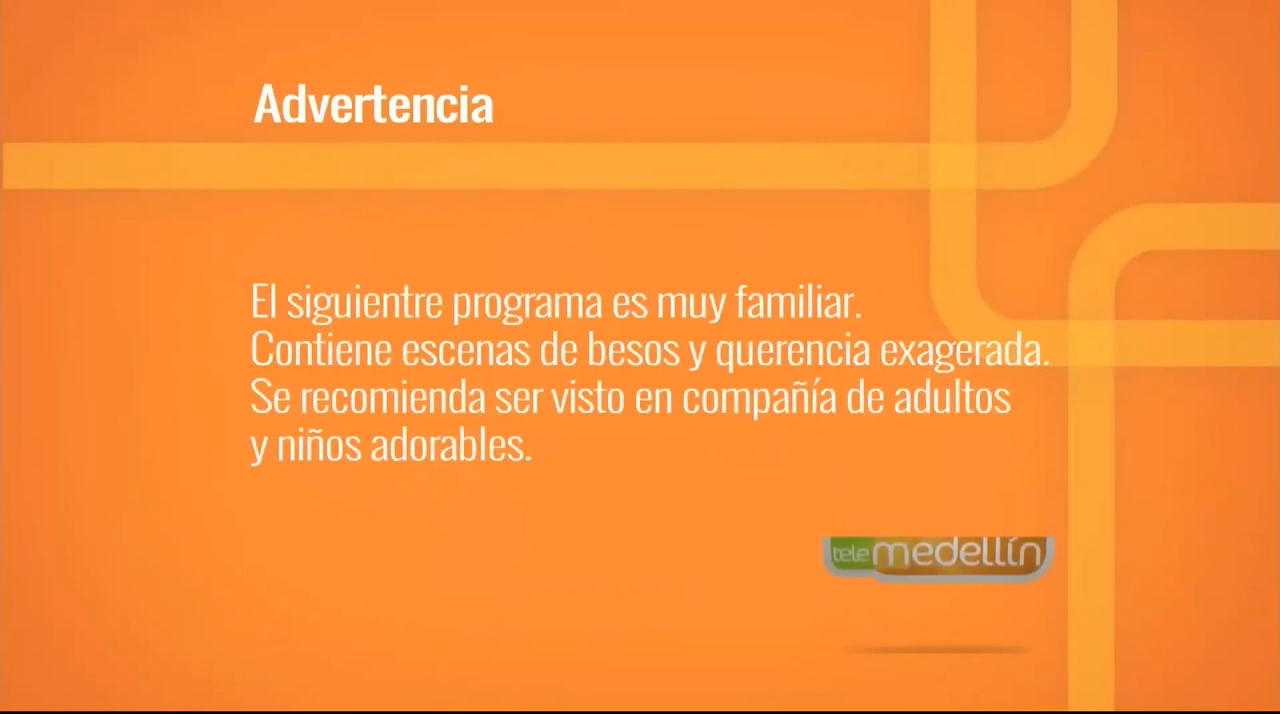 Advertencia
El siguientre programa es muy familiar.
Contiene escenas de besos y querencia exagerada.
Se recomienda ser visto en compañía de adultos
y niños adorables.
tele medellín